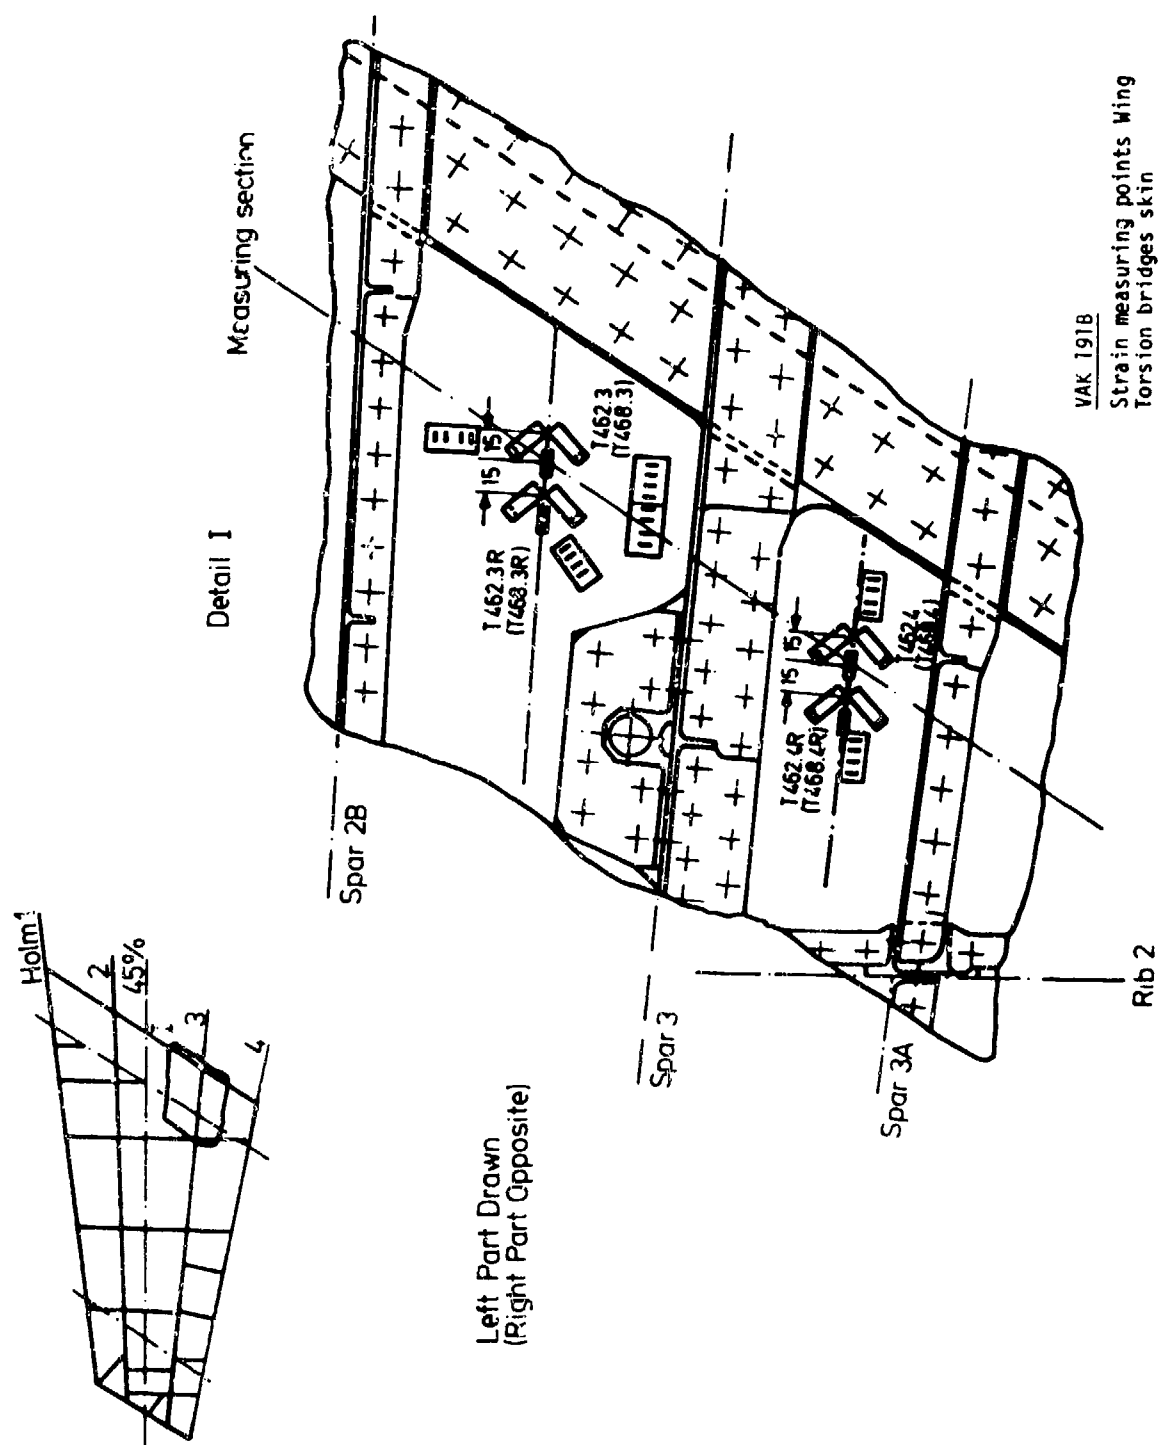 Holm 1
2
45%
3
4
Detail I
Measuring section
Spar 2B
T462.3R
(T468.3R)
15
15
T462.3
(T468.3)
Spar 3
T462.4R
(T468.4R)
15
15
T462.4
Spar 3A
Rib 2
Left Part Drawn
(Right Part Opposite)
VAK 191B
Strain measuring points Wing
Torsion bridges skin